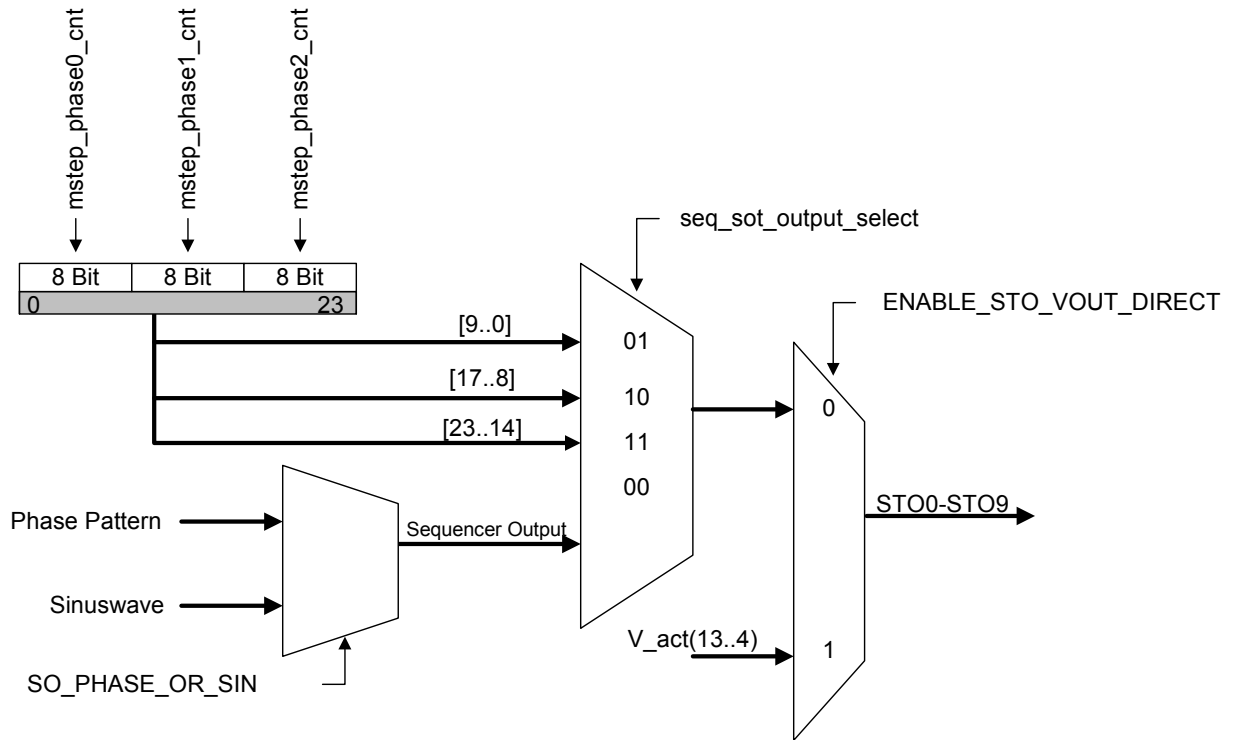 mstep_phase0_cnt
mstep_phase1_cnt
mstep_phase2_cnt
8 Bit 8 Bit 8 Bit
0 23
seq_sot_output_select
ENABLE_STO_VOUT_DIRECT
[9..0]
01
[17..8]
10
0
[23..14]
11
00
Phase Pattern
Sequencer Output
STO0-STO9
Sinuswave
V_act(13..4)
1
SO_PHASE_OR_SIN